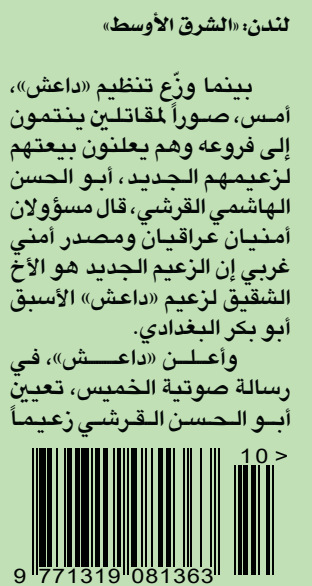 لندن: «الشرق الأوسط»
بينما وزّع تنظيم «داعش»،
أمس، صوراً لمقاتلين ينتمون
إلى فروعه وهم يعلنون بيعتهم
لزعيمهم الجديد، أبو الحسن
الهاشمي القرشي، قال مسؤولان
أمنيان عراقيان ومصدر أمني
غربي إن الزعيم الجديد هو الأخ
الشقيق لزعيم «داعش» الأسبق
أبو بكر البغدادي.
وأعلن «داعش»، في
رسالة صوتية الخميس، تعيين
أبو الحسن القرشي زعيماً
10 >
9 771319 081363